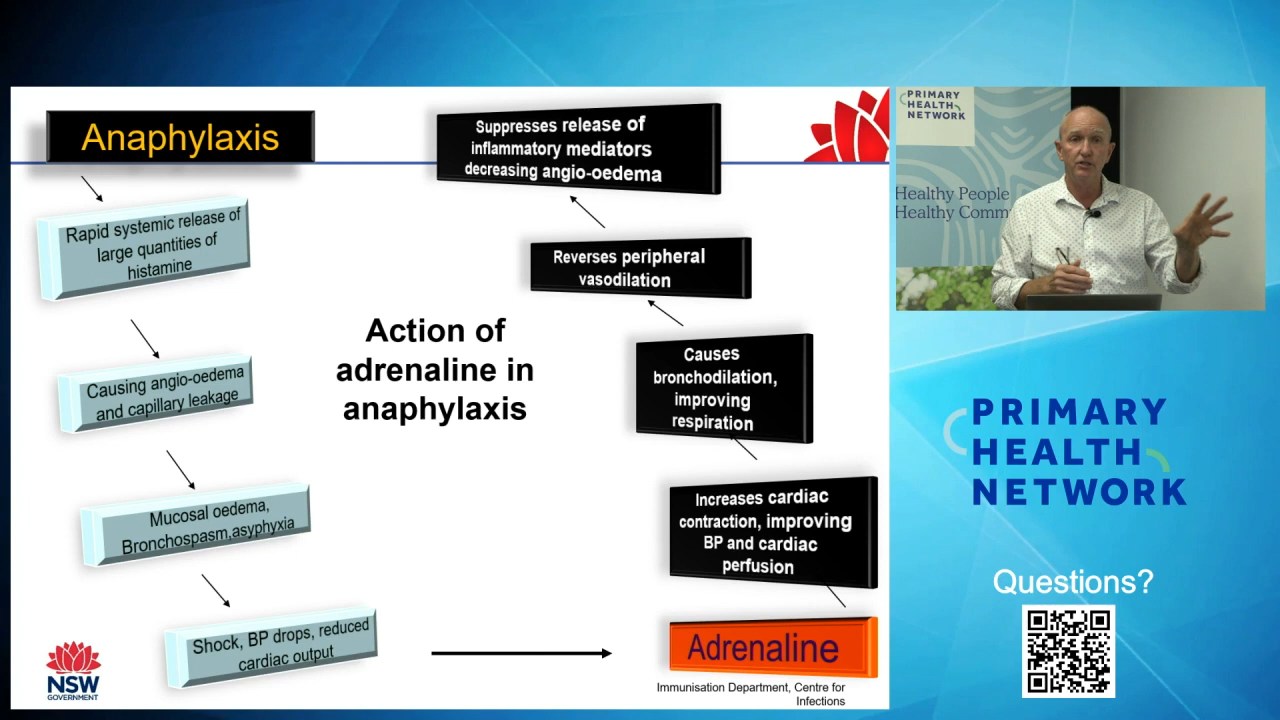 Anaphylaxis
Rapid systemic release of
large quantities of
histamine
Causing angio-oedema
and capillary leakage
Mucosal oedema,
Bronchospasm,asyphyxia
Shock, BP drops, reduced
cardiac output
Action of
adrenaline in
anaphylaxis
Suppresses release of
inflammatory mediators
decreasing angio-oedema
Reverses peripheral
vasodilation
Causes
bronchodilation,
improving
respiration
Increases cardiac
contraction, improving
BP and cardiac
perfusion
Adrenaline
Immunisation Department, Centre for
Infections
NSW
GOVERNMENT
PRIMARY
HEALTH
NETWORK
Healthy People
Healthy Comm
PRIMARY
HEALTH
NETWORK
Questions?